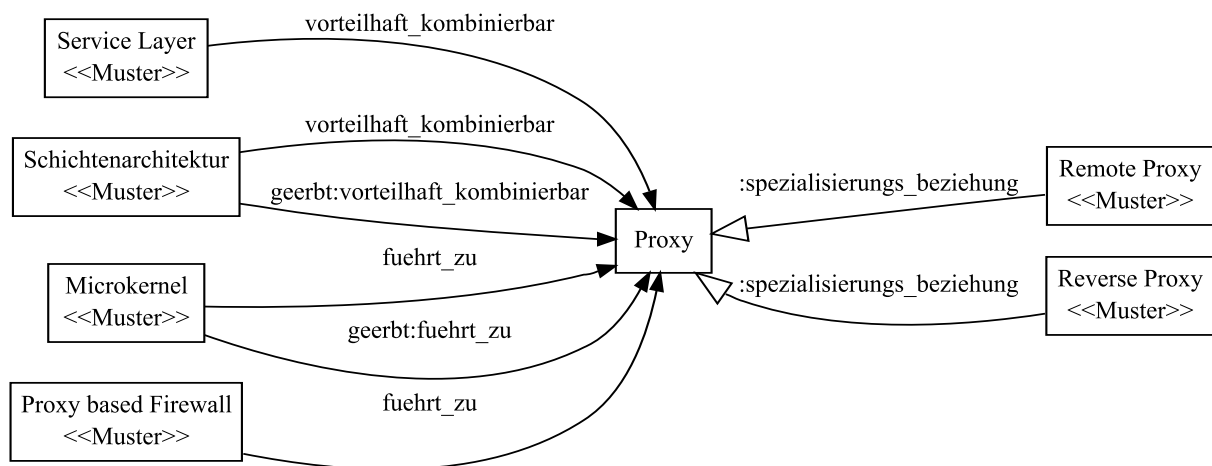 Service Layer
<<Muster>>
vorteilhaft_kombinierbar
Schichtenarchitektur
<<Muster>>
vorteilhaft_kombinierbar
geerbt:vorteilhaft_kombinierbar
Microkernel
<<Muster>>
fuehrt_zu
geerbt:fuehrt_zu
Proxy based Firewall
<<Muster>>
fuehrt_zu
Proxy
:spezialisierungs_beziehung
Remote Proxy
<<Muster>>
:spezialisierungs_beziehung
Reverse Proxy
<<Muster>>